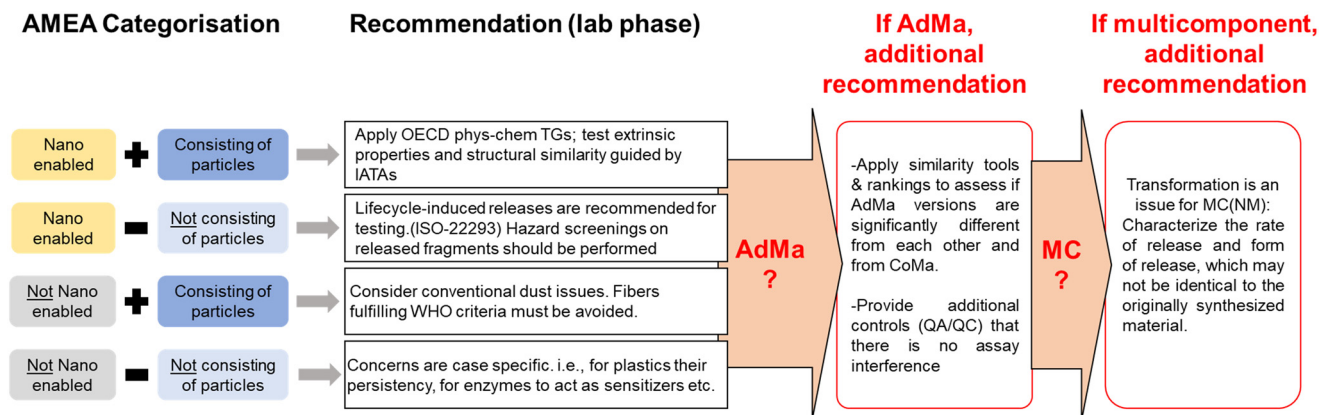 AMEA Categorisation
Recommendation (lab phase)
If AdMa,
additional
recommendation
If multicomponent,
additional
recommendation
Nano
enabled
+
Consisting of
particles
Apply OECD phys-chem TGs; test extrinsic
properties and structural similarity guided by
IATAs
Nano
enabled
-
Not consisting
of particles
Lifecycle-induced releases are recommended for
testing.(ISO-22293) Hazard screenings on
released fragments should be performed
Not Nano
enabled
+
Consisting of
particles
Consider conventional dust issues. Fibers
fulfilling WHO criteria must be avoided.
Not Nano
enabled
-
Not consisting
of particles
Concerns are case specific. i.e., for plastics their
persistency, for enzymes to act as sensitizers etc.
AdMa
?
-Apply similarity tools
& rankings to assess if
AdMa versions are
significantly different
from each other and
from CoMa.
-Provide additional
controls (QA/QC) that
there is no assay
interference
MC
?
Transformation is an
issue for MC(NM):
Characterize the rate
of release and form
of release, which may
not be identical to the
originally synthesized
material.